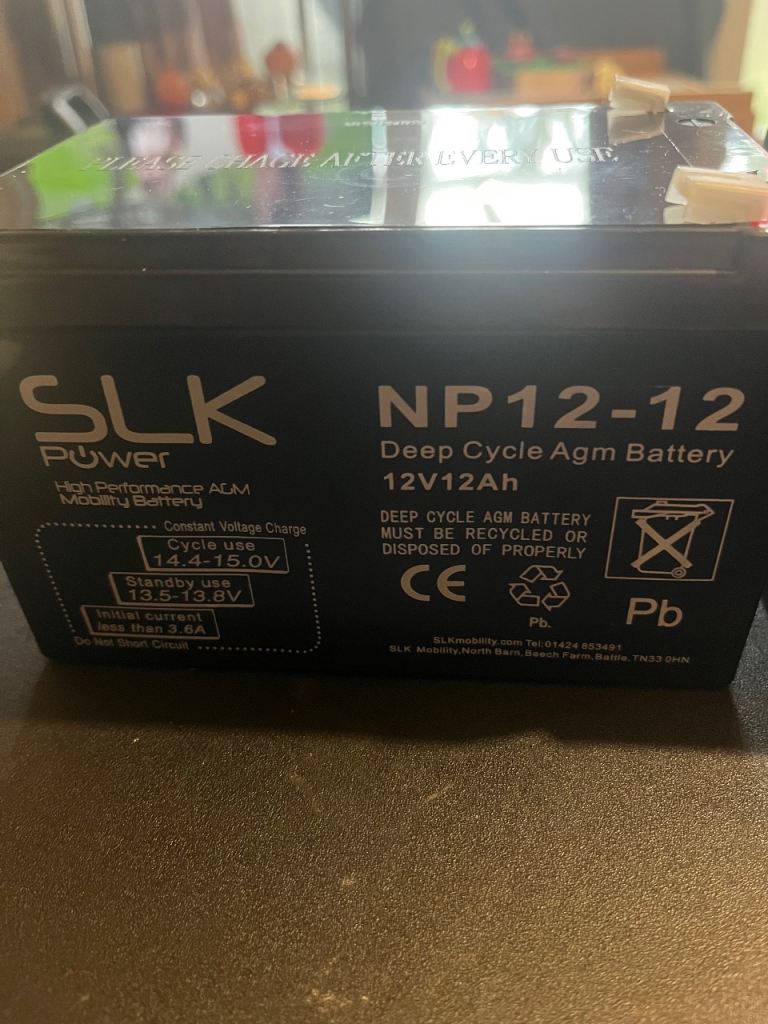 PLEASE CHAGE AFTER EVERY USE
SLK
Power
High Performance AGM
Mobility Battery
Constant Voltage Charge
Cycle use
14.4-15.0V
Standby use
13.5-13.8V
Initial current
less than 3.6A
Do Not Short Circuit
NP12-12
Deep Cycle Agm Battery
12V12Ah
DEEP CYCLE AGM BATTERY
MUST BE RECYCLED OR
DISPOSED OF PROPERLY
CE
Pb.
Pb
SLKmobility.com Tel:01424 853491
SLK Mobility,North Barn,Beech Farm,Battle,TN33 0HN